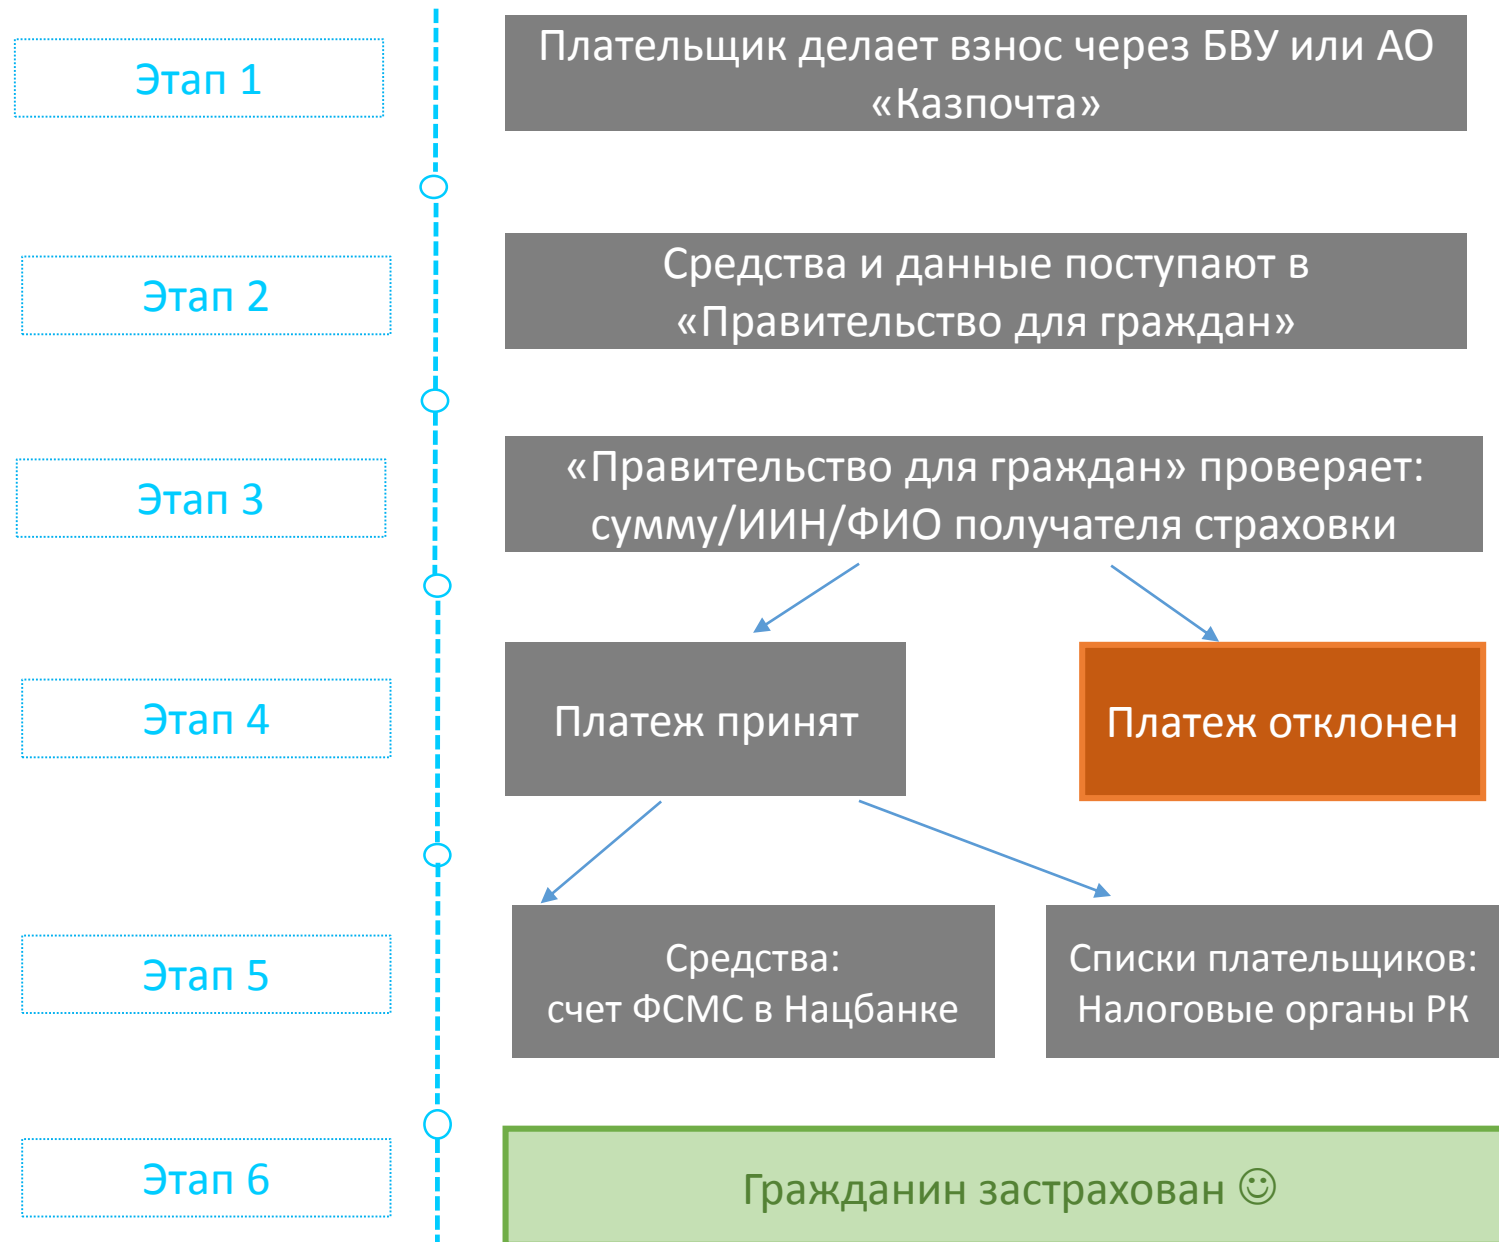 Этап 1
Плательщик делает взнос через БВУ или АО
«Казпочта»
Этап 2
Средства и данные поступают в
«Правительство для граждан»
Этап 3
«Правительство для граждан» проверяет:
сумму/ИИН/ФИО получателя страховки
Этап 4
Платеж принят
Платеж отклонен
Этап 5
Средства:
счет ФСМС в Нацбанке
Списки плательщиков:
Налоговые органы РК
Этап 6
Гражданин застрахован ☺